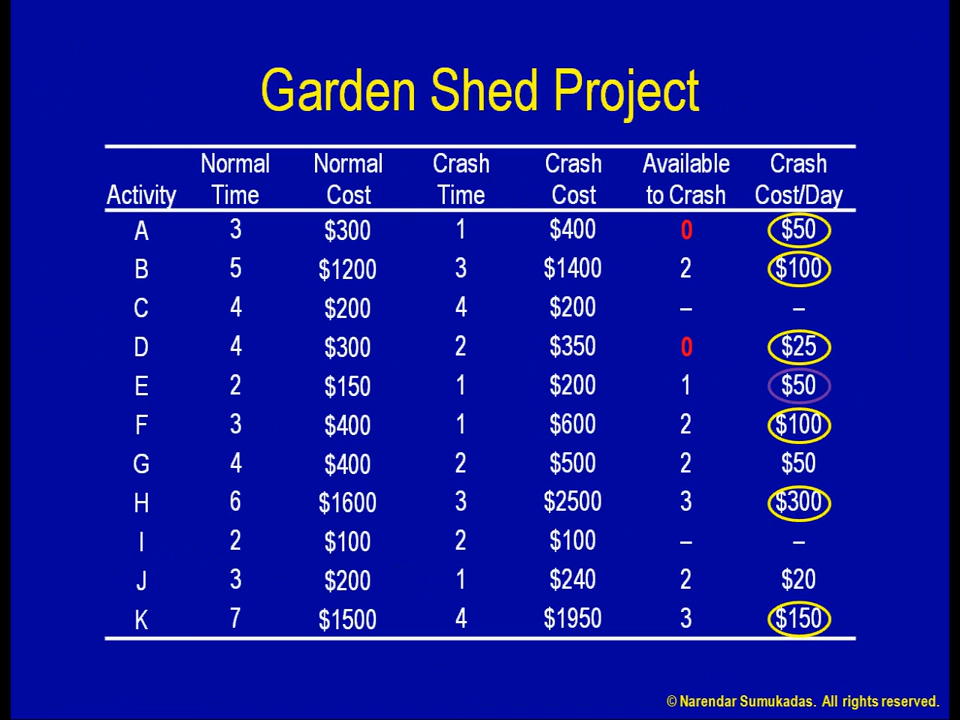 Garden Shed Project
Normal Normal Crash Crash Available Crash
Activity Time Cost Time Cost to Crash Cost/Day
A 3 $300 1 $400 0 $50
B 5 $1200 3 $1400 2 $100
C 4 $200 4 $200 – –
D 4 $300 2 $350 0 $25
E 2 $150 1 $200 1 $50
F 3 $400 1 $600 2 $100
G 4 $400 2 $500 2 $50
H 6 $1600 3 $2500 3 $300
I 2 $100 2 $100 – –
J 3 $200 1 $240 2 $20
K 7 $1500 4 $1950 3 $150
© Narendar Sumukadas. All rights reserved.